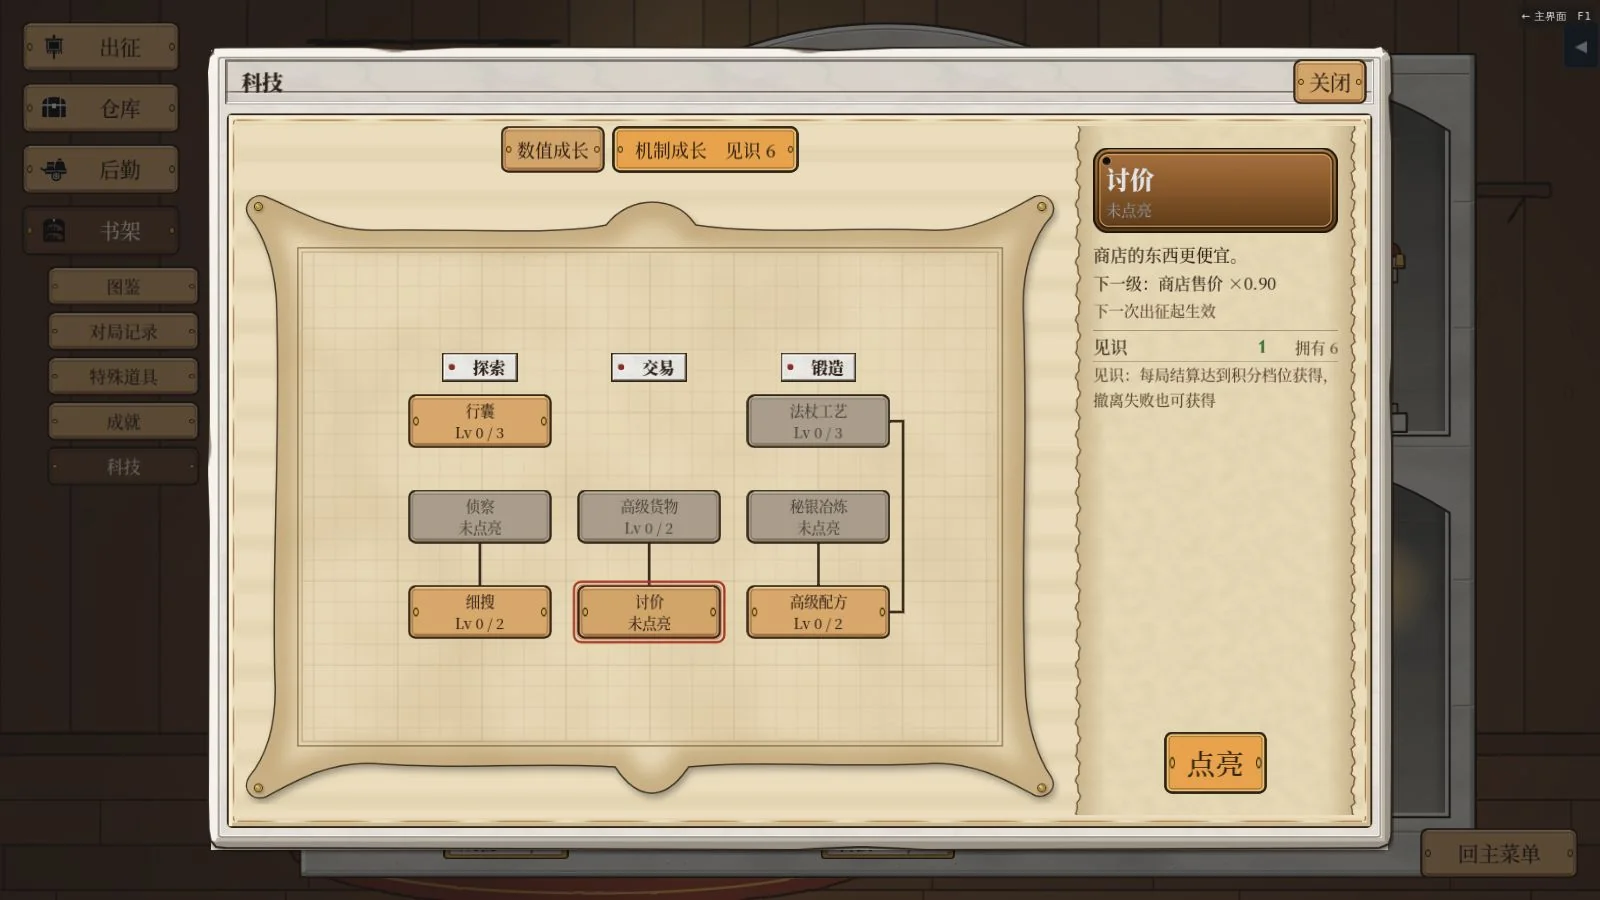 ← 主界面 F1
出征
仓库
后勤
书架
图鉴
对局记录
特殊道具
成就
科技
科技
关闭
数值成长
机制成长 见识 6
探索
交易
锻造
行囊
Lv 0 / 3
法杖工艺
Lv 0 / 3
侦察
未点亮
高级货物
Lv 0 / 2
秘银冶炼
未点亮
细搜
Lv 0 / 2
讨价
未点亮
高级配方
Lv 0 / 2
讨价
未点亮
商店的东西更便宜。
下一级：商店售价 ×0.90
下一次出征起生效
见识 1 拥有 6
见识：每局结算达到积分档位获得，
撤离失败也可获得
点亮
回主菜单